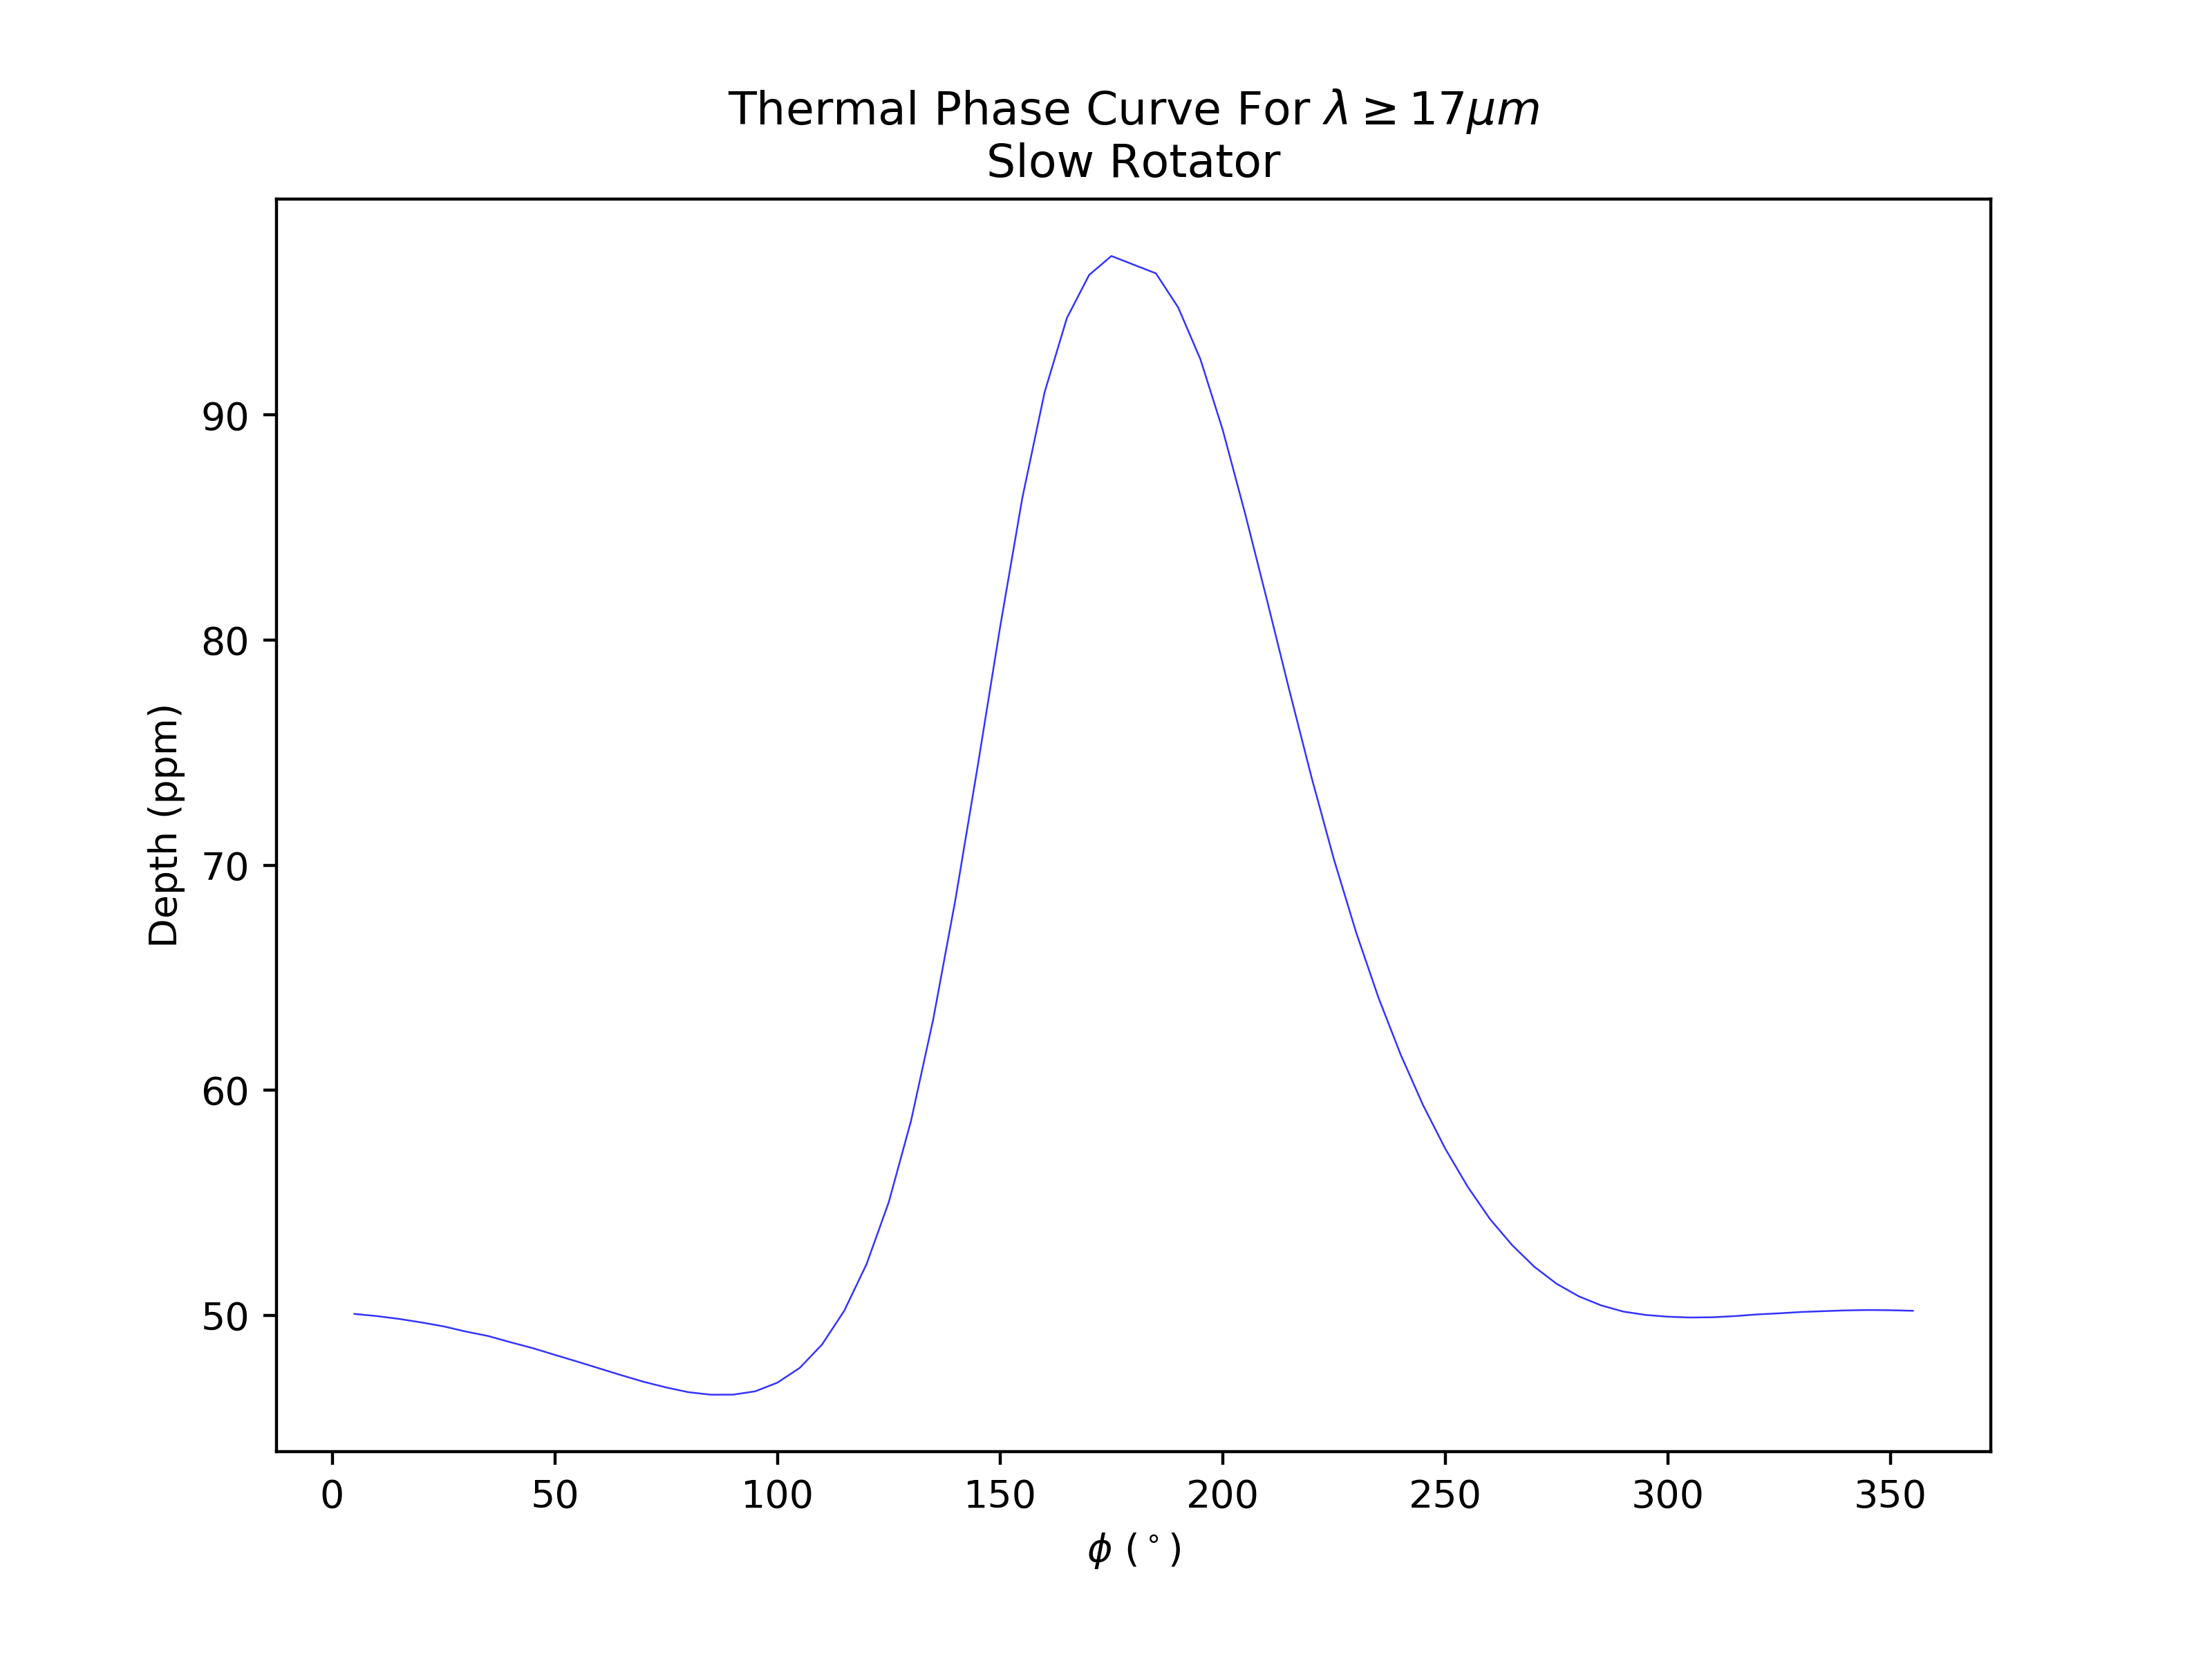 Thermal Phase Curve For λ ≥ 17μm
Slow Rotator
Depth (ppm)
90
80
70
60
50
0 50 100 150 200 250 300 350
ϕ (°)